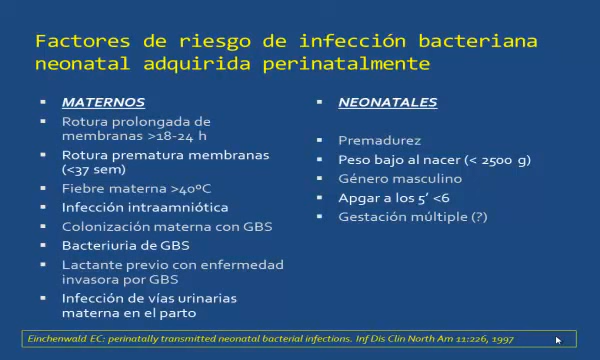 Factores de riesgo de infección bacteriana
neonatal adquirida perinatalmente
MATERNOS
Rotura prolongada de
membranas >18-24 h
Rotura prematura membranas
(<37 sem)
Fiebre materna >40ºC
Infección intraamniótica
Colonización materna con GBS
Bacteriuria de GBS
Lactante previo con enfermedad
invasora por GBS
Infección de vías urinarias
materna en el parto
NEONATALES
Premadurez
Peso bajo al nacer (< 2500 g)
Género masculino
Apgar a los 5’ <6
Gestación múltiple (?)
Einchenwald EC: perinatally transmitted neonatal bacterial infections. Inf Dis Clin North Am 11:226, 1997